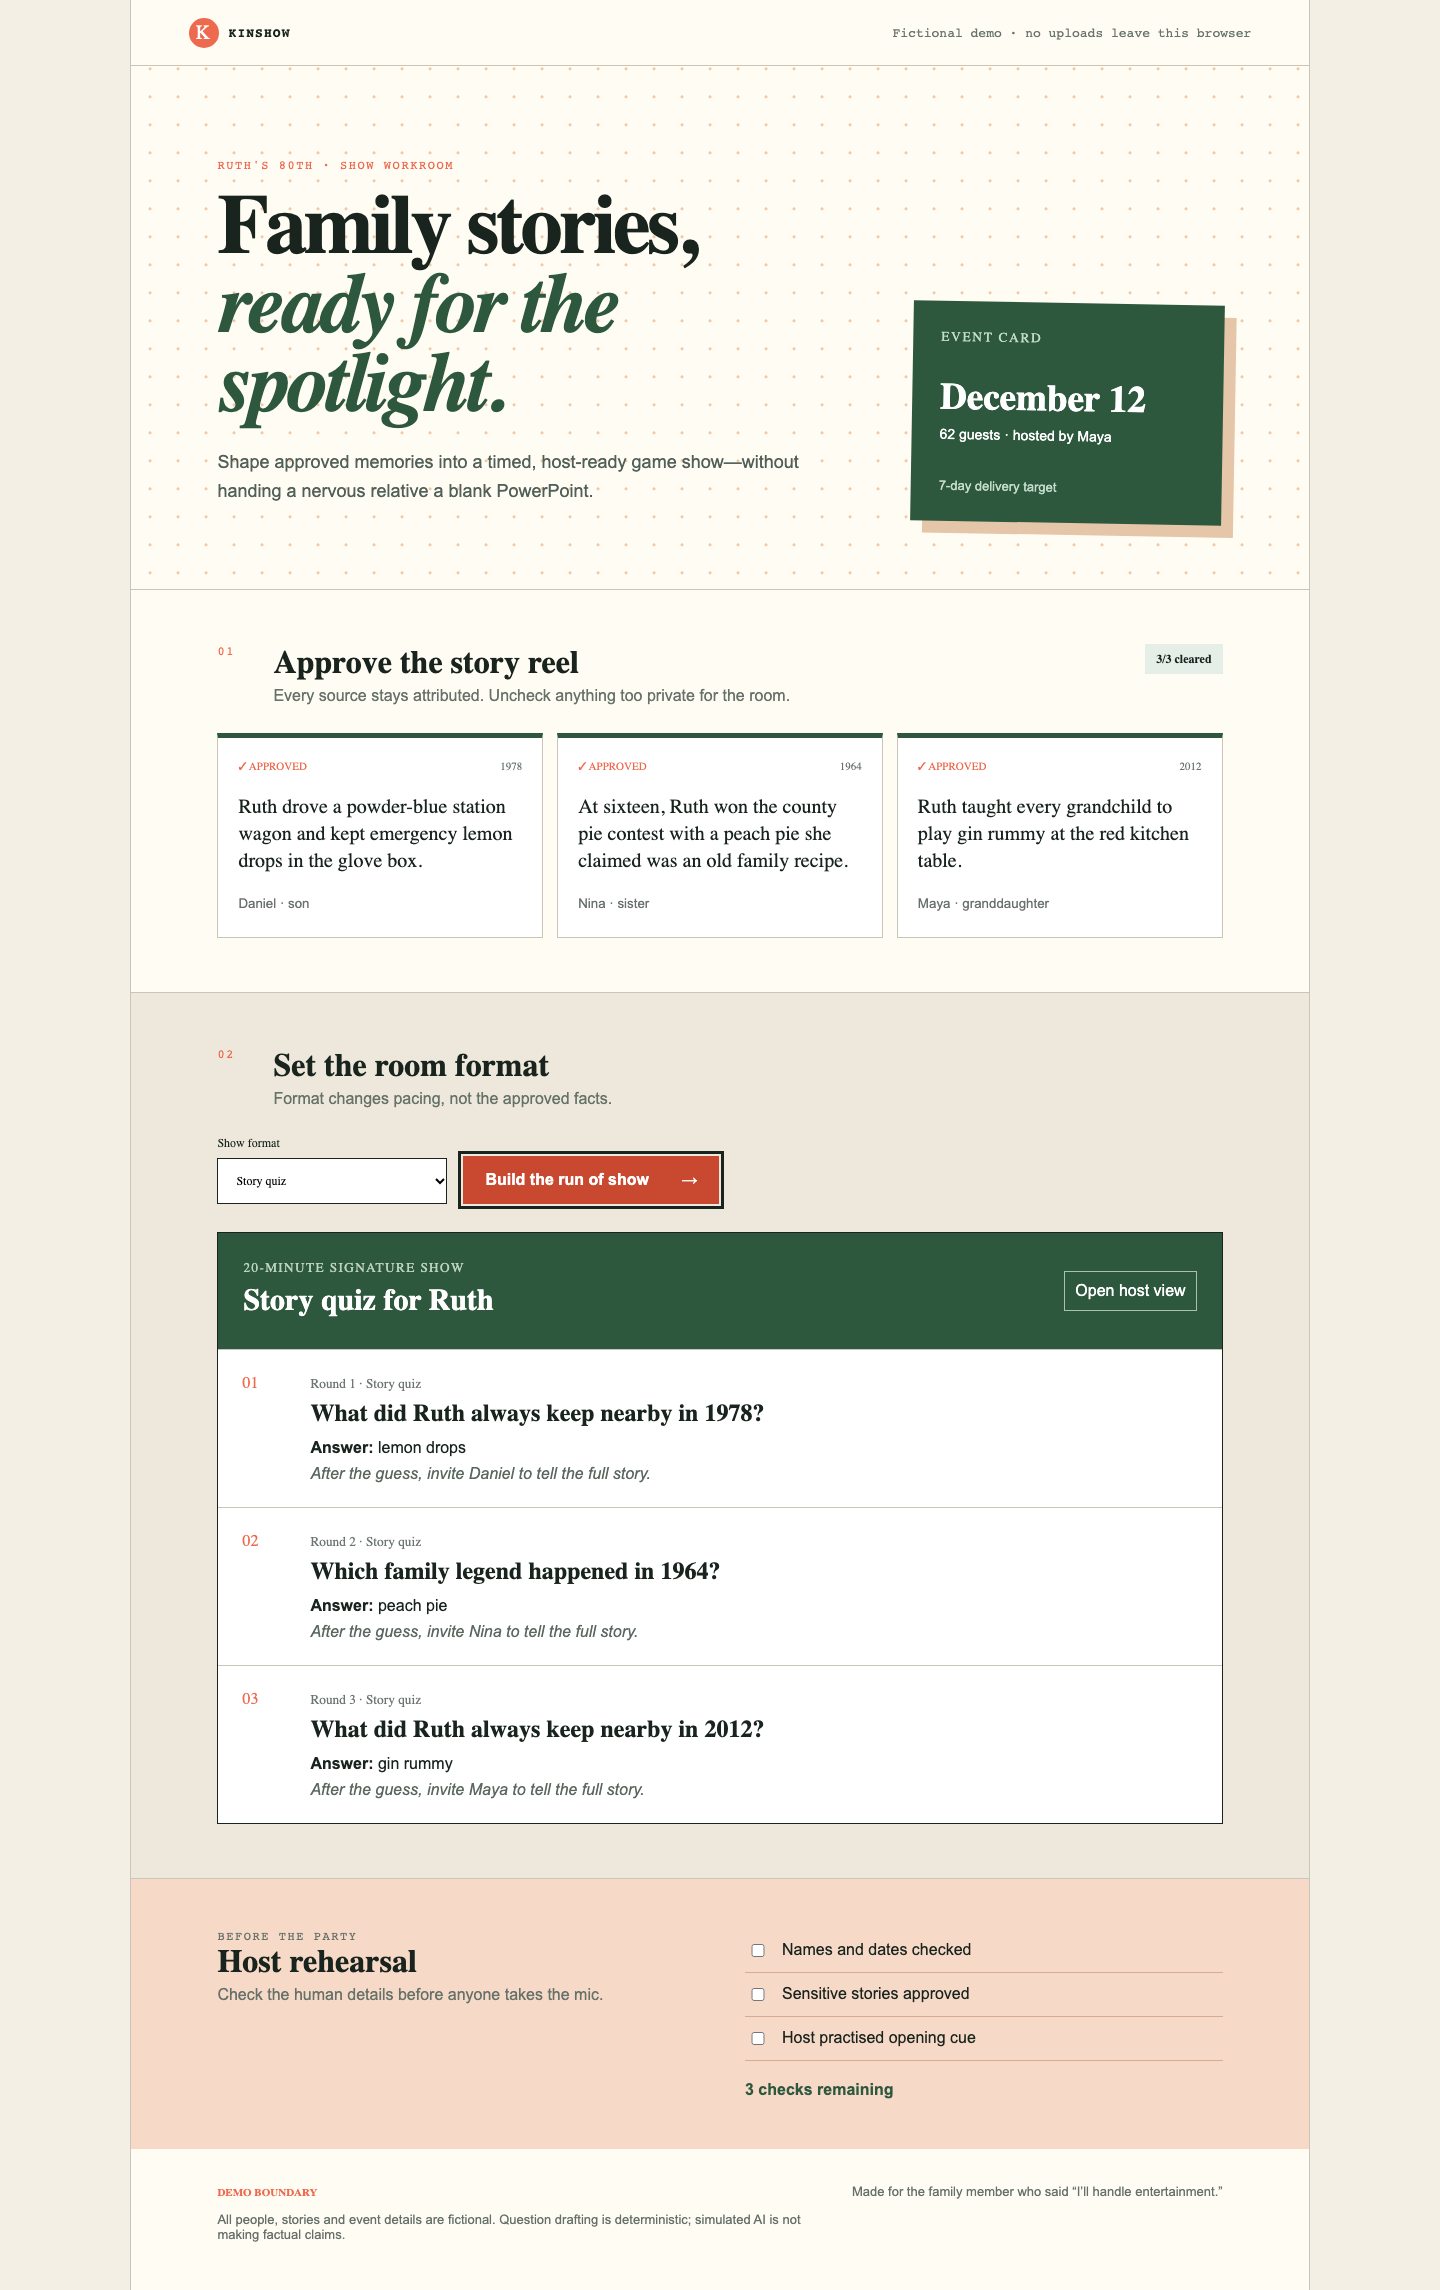 K KINSHOW
Fictional demo · no uploads leave this browser
RUTH'S 80TH · SHOW WORKROOM
Family stories,
ready for the
spotlight.
Shape approved memories into a timed, host-ready game show—without
handing a nervous relative a blank PowerPoint.
EVENT CARD
December 12
62 guests · hosted by Maya
7-day delivery target
01
Approve the story reel
3/3 cleared
Every source stays attributed. Uncheck anything too private for the room.
✓ APPROVED 1978
Ruth drove a powder-blue station
wagon and kept emergency lemon
drops in the glove box.
Daniel · son
✓ APPROVED 1964
At sixteen, Ruth won the county
pie contest with a peach pie she
claimed was an old family recipe.
Nina · sister
✓ APPROVED 2012
Ruth taught every grandchild to
play gin rummy at the red kitchen
table.
Maya · granddaughter
02
Set the room format
Format changes pacing, not the approved facts.
Show format
Story quiz
Build the run of show →
20-MINUTE SIGNATURE SHOW
Story quiz for Ruth
Open host view
01
Round 1 · Story quiz
What did Ruth always keep nearby in 1978?
Answer: lemon drops
After the guess, invite Daniel to tell the full story.
02
Round 2 · Story quiz
Which family legend happened in 1964?
Answer: peach pie
After the guess, invite Nina to tell the full story.
03
Round 3 · Story quiz
What did Ruth always keep nearby in 2012?
Answer: gin rummy
After the guess, invite Maya to tell the full story.
BEFORE THE PARTY
Host rehearsal
Check the human details before anyone takes the mic.
Names and dates checked
Sensitive stories approved
Host practised opening cue
3 checks remaining
DEMO BOUNDARY
All people, stories and event details are fictional. Question drafting is deterministic; simulated AI is not
making factual claims.
Made for the family member who said “I’ll handle entertainment.”